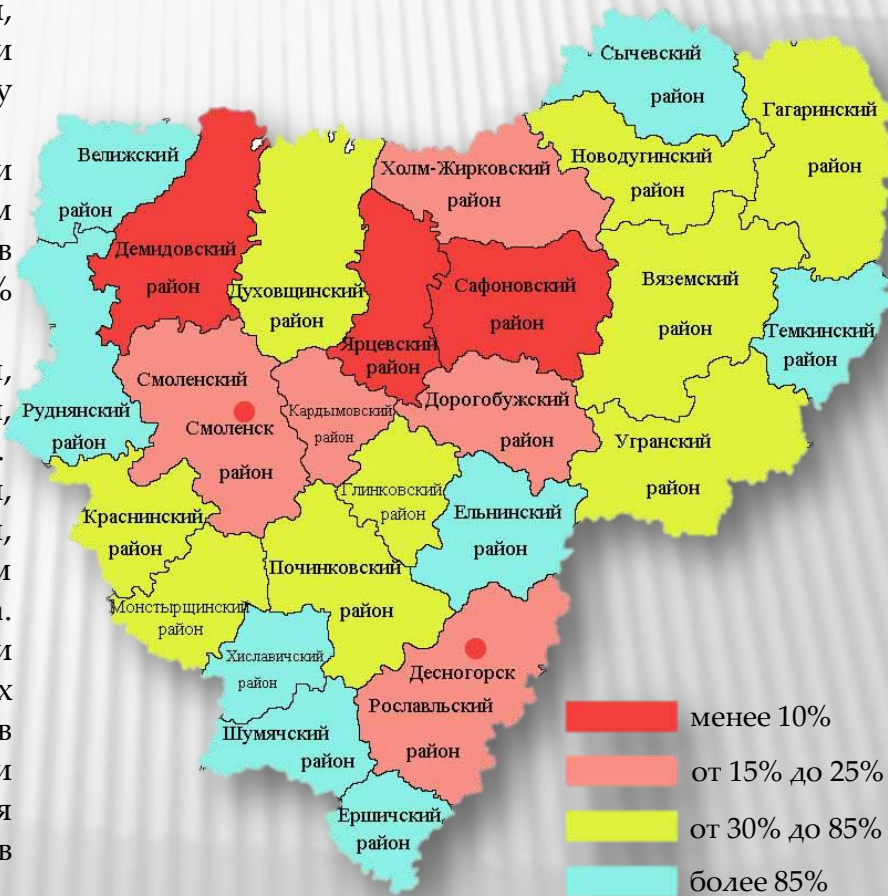 Сычевский
район
Гагаринский
район
Велижский
район
Холм-Жирковский
район
Новодугинский
район
Демидовский
район
Духовщинский
район
Сафоновский
район
Вяземский
район
Ярцевский
район
Темкинский
район
Смоленский
Смоленск
район
Кардымовский
район
Дорогобужский
район
Руднянский
район
Угранский
район
Глинковский
район
Краснинский
район
Ельнинский
район
Починковский
район
Монстырщинский
район
Хиславичский
район
Десногорск
Рославльский
район
Шумячский
район
Ершичский
район
менее 10%
от 15% до 25%
от 30% до 85%
более 85%